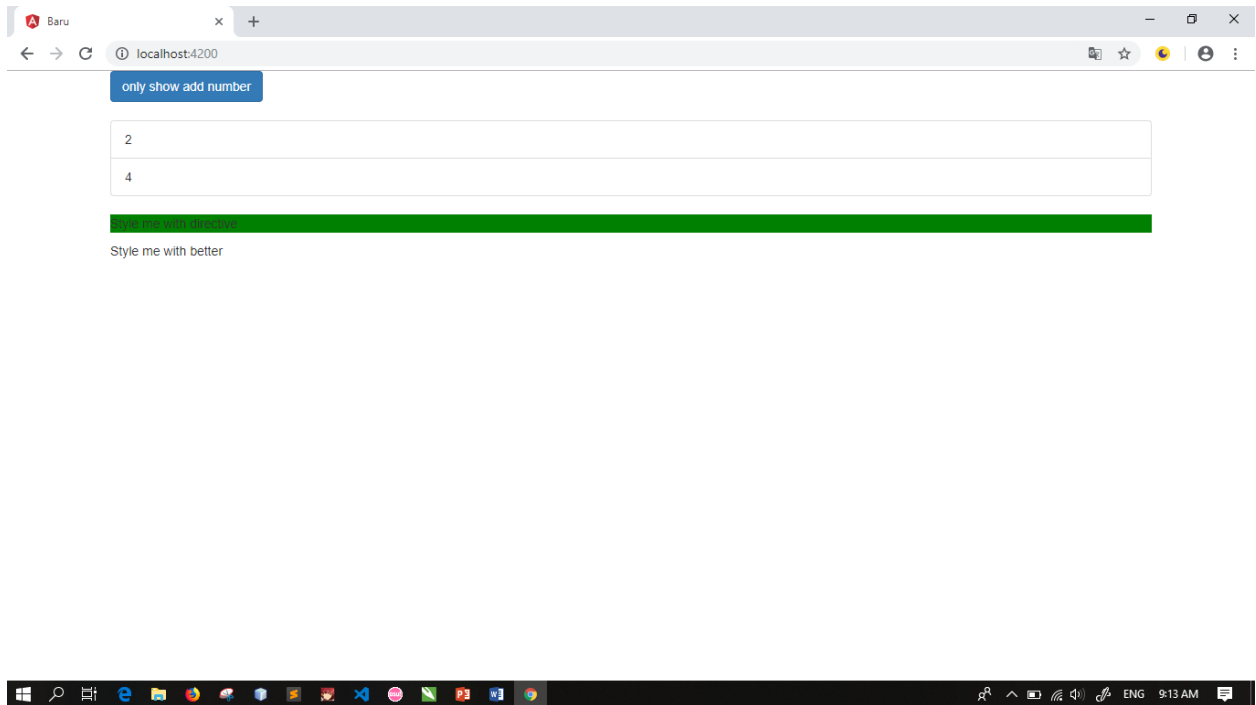 Baru
localhost:4200
only show add number
2
4
Style me with directive
Style me with better
ENG 9:13 AM